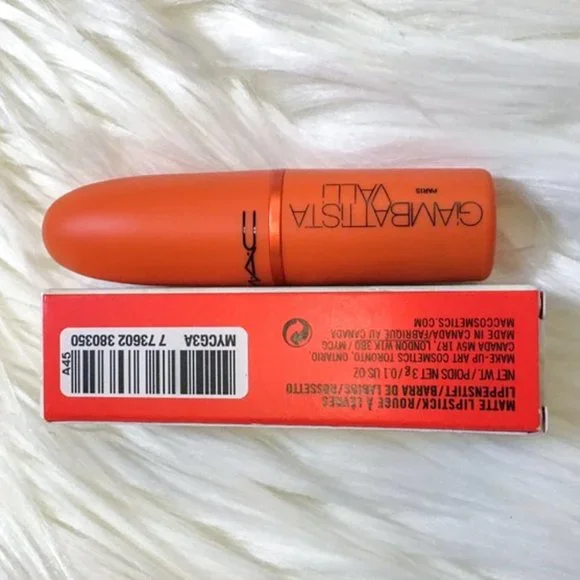 GiAMBATTISTA
VALLI
PARIS
M·A·C
MATTE LIPSTICK/ROUGE À LÈVRES
LIPPENSTIFT/BARRA DE LABIOS/ROSSETTO
NET WT. / POIDS NET 3 g / 0.1 US OZ
MAKE-UP ART COSMETICS TORONTO, ONTARIO,
CANADA M5V 1R7, LONDON W1K 3BQ / MYCG
MADE IN CANADA/FABRIQUÉ AU CANADA
MACCOSMETICS.COM
MYCG3A
7 73602 380350
A45